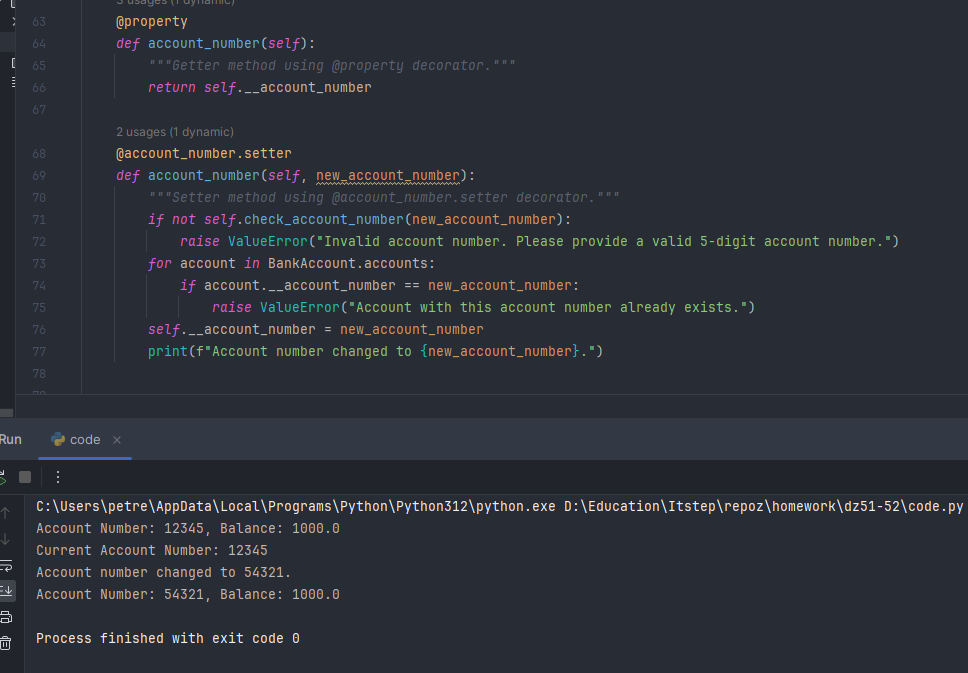 3 usages (1 dynamic)
63 @property
64 def account_number(self):
65 """Getter method using @property decorator."""
66 return self.__account_number
67
2 usages (1 dynamic)
68 @account_number.setter
69 def account_number(self, new_account_number):
70 """Setter method using @account_number.setter decorator."""
71 if not self.check_account_number(new_account_number):
72 raise ValueError("Invalid account number. Please provide a valid 5-digit account number.")
73 for account in BankAccount.accounts:
74 if account.__account_number == new_account_number:
75 raise ValueError("Account with this account number already exists.")
76 self.__account_number = new_account_number
77 print(f"Account number changed to {new_account_number}.")
78
79
Run code
C:\Users\petre\AppData\Local\Programs\Python\Python312\python.exe D:\Education\Itstep\repoz\homework\dz51-52\code.py
Account Number: 12345, Balance: 1000.0
Current Account Number: 12345
Account number changed to 54321.
Account Number: 54321, Balance: 1000.0
Process finished with exit code 0